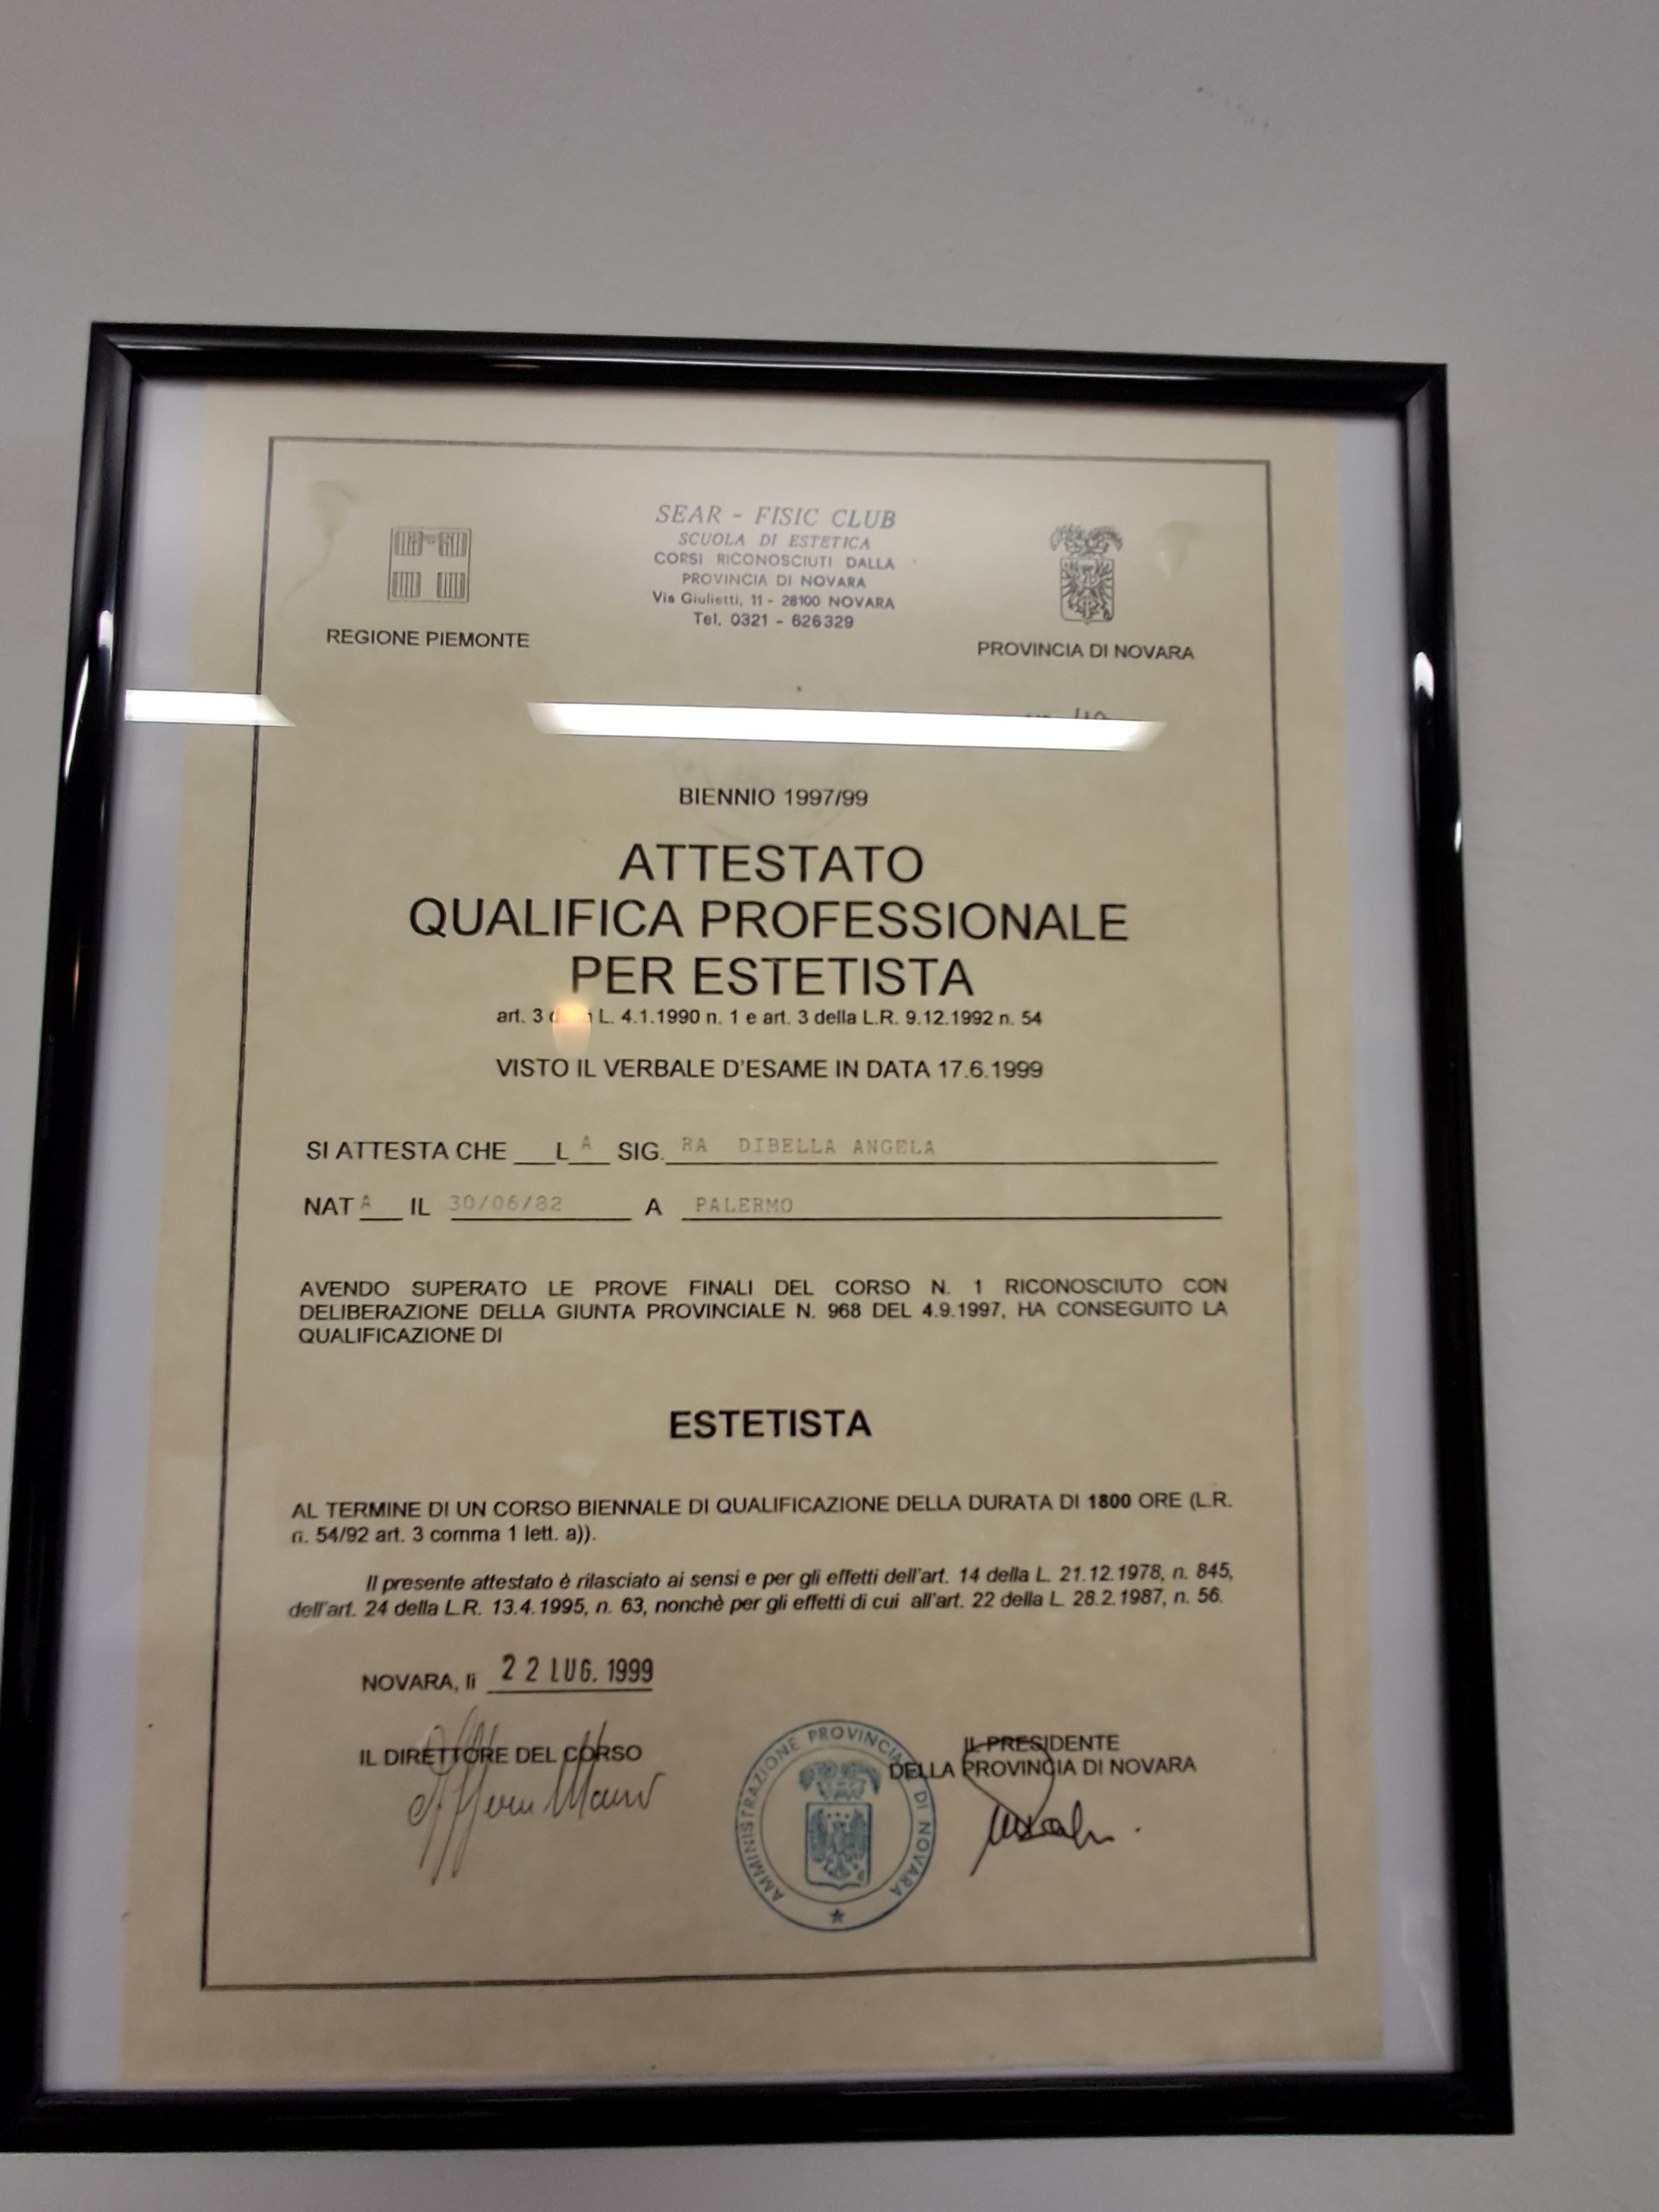 SEAR - FISIC CLUB
SCUOLA DI ESTETICA
CORSI RICONOSCIUTI DALLA
PROVINCIA DI NOVARA
Via Giulietti, 11 - 28100 NOVARA
Tel. 0321 - 626329
REGIONE PIEMONTE
PROVINCIA DI NOVARA
BIENNIO 1997/99
ATTESTATO
QUALIFICA PROFESSIONALE
PER ESTETISTA
art. 3 L. 4.1.1990 n. 1 e art. 3 della L.R. 9.12.1992 n. 54
VISTO IL VERBALE D'ESAME IN DATA 17.6.1999
SI ATTESTA CHE ___L_A__ SIG. RA DIBELLA ANGELA
NAT A IL 30/06/82 A PALERMO
AVENDO SUPERATO LE PROVE FINALI DEL CORSO N. 1 RICONOSCIUTO CON
DELIBERAZIONE DELLA GIUNTA PROVINCIALE N. 968 DEL 4.9.1997, HA CONSEGUITO LA
QUALIFICAZIONE DI
ESTETISTA
AL TERMINE DI UN CORSO BIENNALE DI QUALIFICAZIONE DELLA DURATA DI 1800 ORE (L.R.
n. 54/92 art. 3 comma 1 lett. a)).
Il presente attestato è rilasciato ai sensi e per gli effetti dell'art. 14 della L. 21.12.1978, n. 845,
dell'art. 24 della L.R. 13.4.1995, n. 63, nonchè per gli effetti di cui all'art. 22 della L. 28.2.1987, n. 56.
NOVARA, lì 22 LUG. 1999
IL DIRETTORE DEL CORSO
IL PRESIDENTE
DELLA PROVINCIA DI NOVARA
AMMINISTRAZIONE PROVINCIALE DI NOVARA